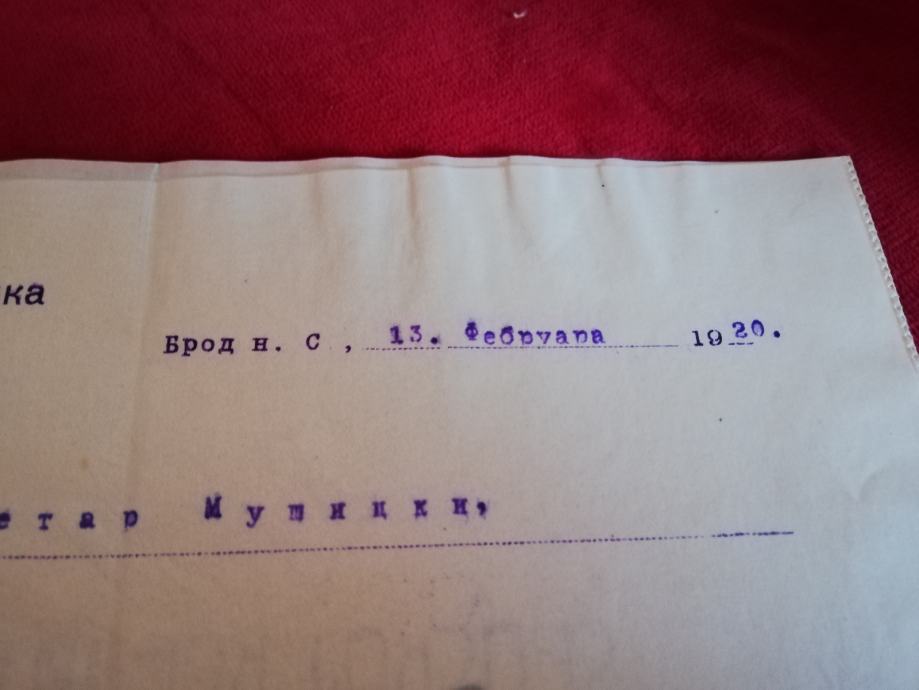 ка
Брод н. С , 13. Фебруара 1920.
етар Мушицки,